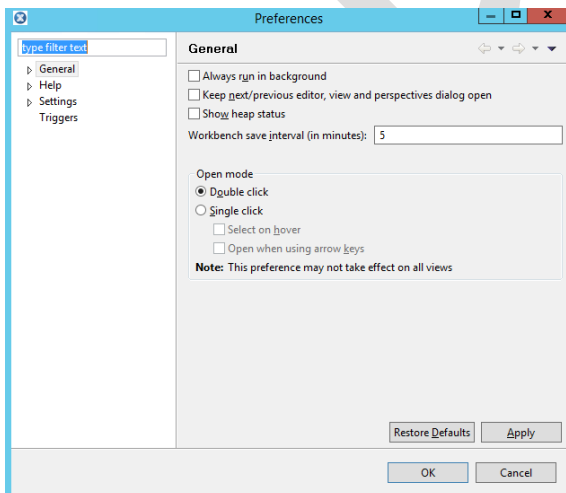 Preferences
type filter text
General
Help
Settings
Triggers
General
Always run in background
Keep next/previous editor, view and perspectives dialog open
Show heap status
Workbench save interval (in minutes): 5
Open mode
Double click
Single click
Select on hover
Open when using arrow keys
Note: This preference may not take effect on all views
Restore Defaults Apply
OK Cancel